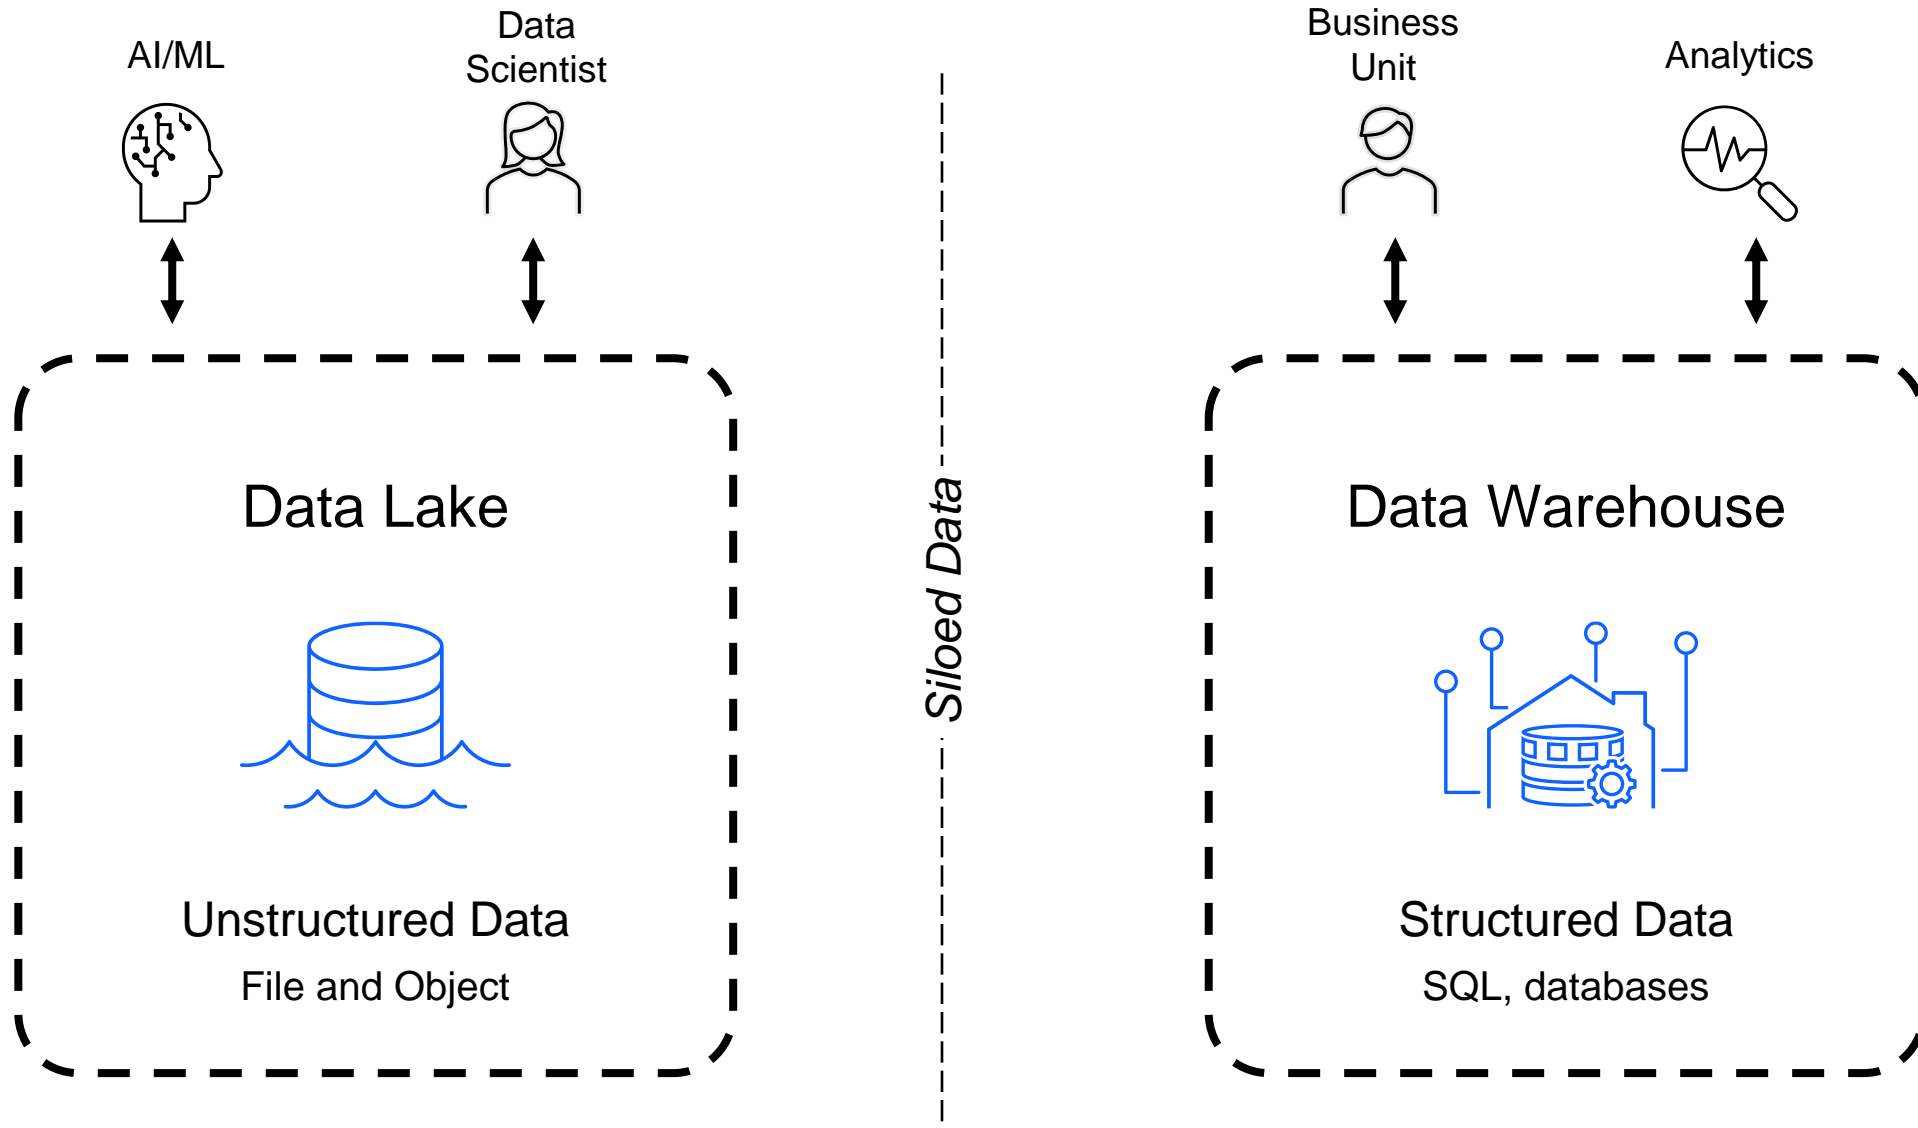 AI/ML
Data
Scientist
Business
Unit
Analytics
Data Lake
Unstructured Data
File and Object
Siloed Data
Data Warehouse
Structured Data
SQL, databases